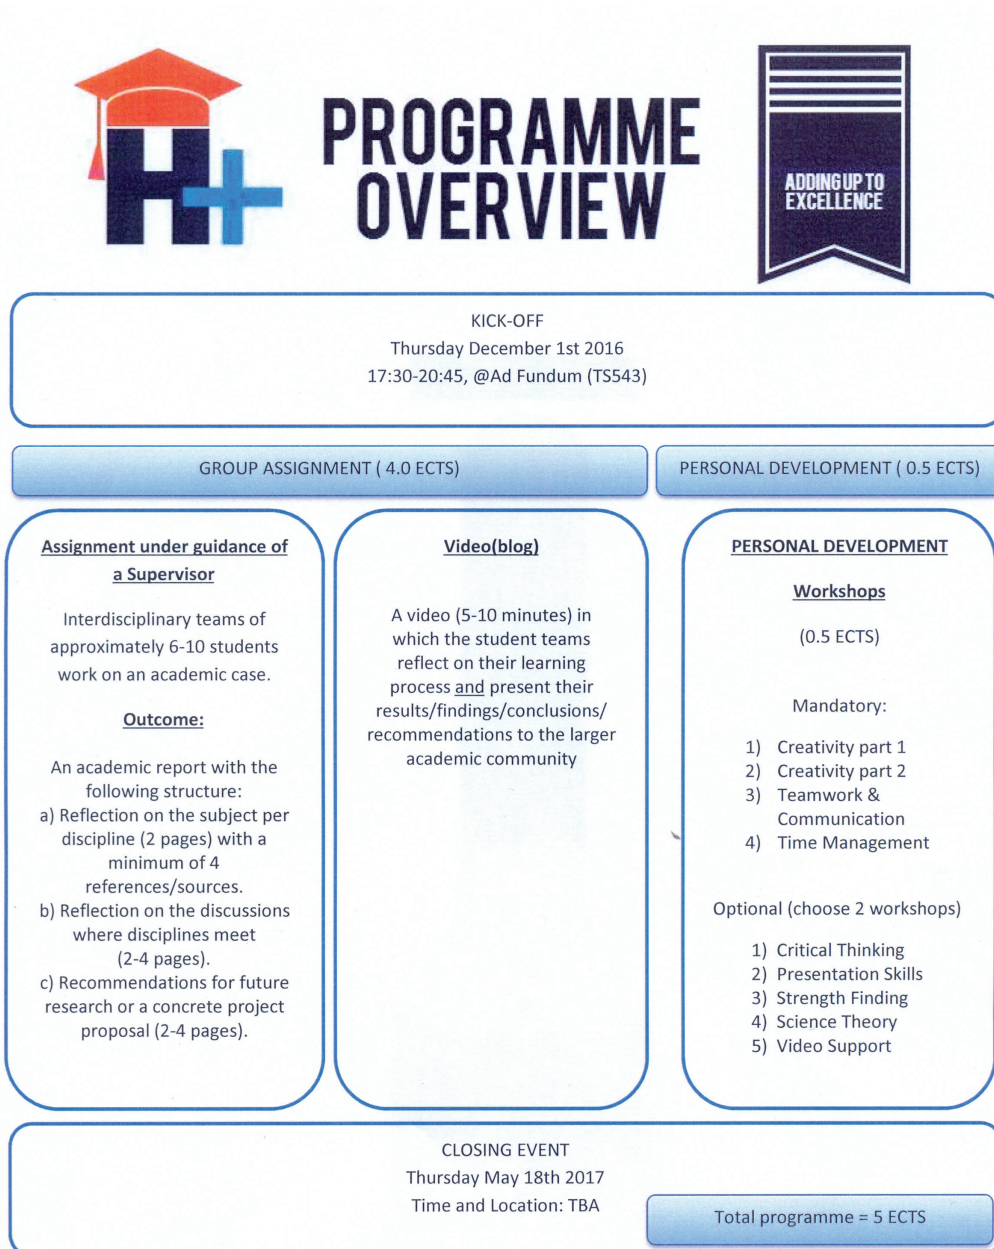 H+
PROGRAMME
OVERVIEW
ADDING UP TO
EXCELLENCE
KICK-OFF
Thursday December 1st 2016
17:30-20:45, @Ad Fundum (TS543)
GROUP ASSIGNMENT ( 4.0 ECTS)
PERSONAL DEVELOPMENT ( 0.5 ECTS)
Assignment under guidance of
a Supervisor
Interdisciplinary teams of
approximately 6-10 students
work on an academic case.
Outcome:
An academic report with the
following structure:
a) Reflection on the subject per
discipline (2 pages) with a
minimum of 4
references/sources.
b) Reflection on the discussions
where disciplines meet
(2-4 pages).
c) Recommendations for future
research or a concrete project
proposal (2-4 pages).
Video(blog)
A video (5-10 minutes) in
which the student teams
reflect on their learning
process and present their
results/findings/conclusions/
recommendations to the larger
academic community
PERSONAL DEVELOPMENT
Workshops
(0.5 ECTS)
Mandatory:
1) Creativity part 1
2) Creativity part 2
3) Teamwork &
Communication
4) Time Management
Optional (choose 2 workshops)
1) Critical Thinking
2) Presentation Skills
3) Strength Finding
4) Science Theory
5) Video Support
CLOSING EVENT
Thursday May 18th 2017
Time and Location: TBA
Total programme = 5 ECTS